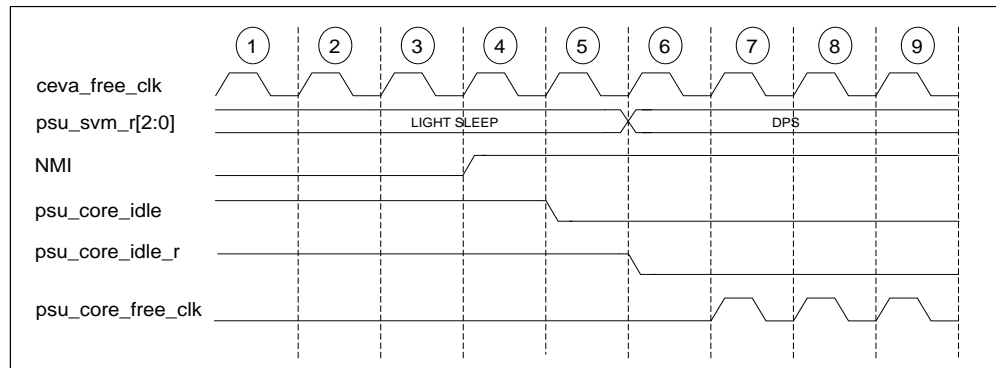 1 2 3 4 5 6 7 8 9
ceva_free_clk
psu_svm_r[2:0] LIGHT SLEEP DPS
NMI
psu_core_idle
psu_core_idle_r
psu_core_free_clk